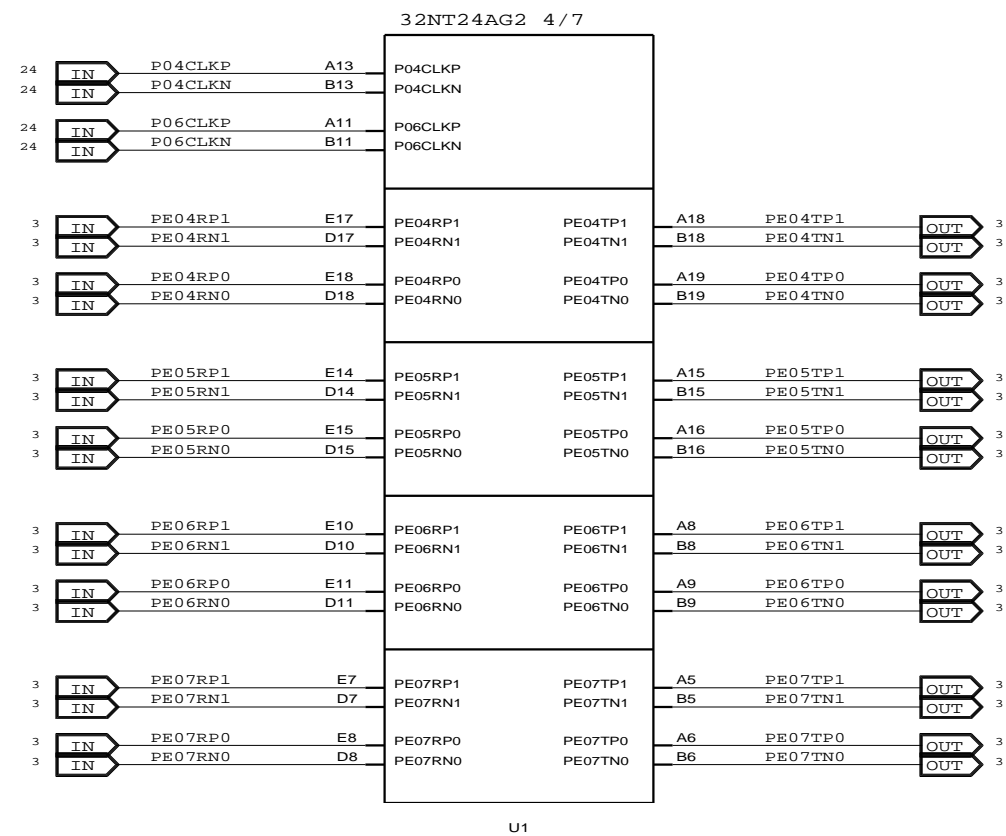 32NT24AG2 4/7
24 IN P04CLKP A13 P04CLKP
24 IN P04CLKN B13 P04CLKN
24 IN P06CLKP A11 P06CLKP
24 IN P06CLKN B11 P06CLKN
3 IN PE04RP1 E17 PE04RP1 PE04TP1 A18 PE04TP1 OUT 3
3 IN PE04RN1 D17 PE04RN1 PE04TN1 B18 PE04TN1 OUT 3
3 IN PE04RP0 E18 PE04RP0 PE04TP0 A19 PE04TP0 OUT 3
3 IN PE04RN0 D18 PE04RN0 PE04TN0 B19 PE04TN0 OUT 3
3 IN PE05RP1 E14 PE05RP1 PE05TP1 A15 PE05TP1 OUT 3
3 IN PE05RN1 D14 PE05RN1 PE05TN1 B15 PE05TN1 OUT 3
3 IN PE05RP0 E15 PE05RP0 PE05TP0 A16 PE05TP0 OUT 3
3 IN PE05RN0 D15 PE05RN0 PE05TN0 B16 PE05TN0 OUT 3
3 IN PE06RP1 E10 PE06RP1 PE06TP1 A8 PE06TP1 OUT 3
3 IN PE06RN1 D10 PE06RN1 PE06TN1 B8 PE06TN1 OUT 3
3 IN PE06RP0 E11 PE06RP0 PE06TP0 A9 PE06TP0 OUT 3
3 IN PE06RN0 D11 PE06RN0 PE06TN0 B9 PE06TN0 OUT 3
3 IN PE07RP1 E7 PE07RP1 PE07TP1 A5 PE07TP1 OUT 3
3 IN PE07RN1 D7 PE07RN1 PE07TN1 B5 PE07TN1 OUT 3
3 IN PE07RP0 E8 PE07RP0 PE07TP0 A6 PE07TP0 OUT 3
3 IN PE07RN0 D8 PE07RN0 PE07TN0 B6 PE07TN0 OUT 3
U1